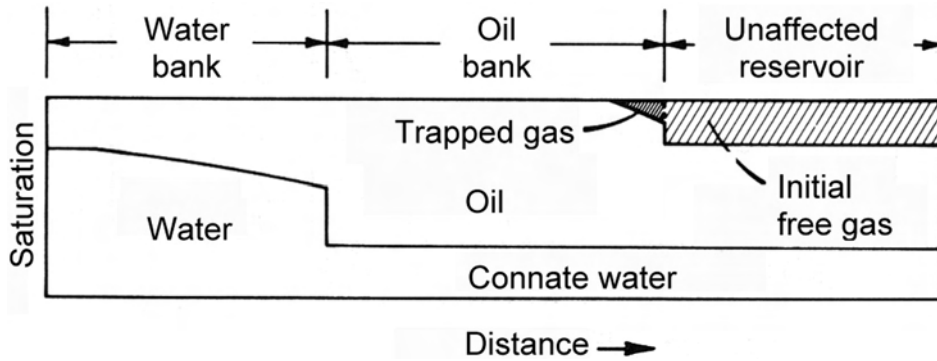 Water
bank
Oil
bank
Unaffected
reservoir
Saturation
Trapped gas
Initial
free gas
Oil
Water
Connate water
Distance